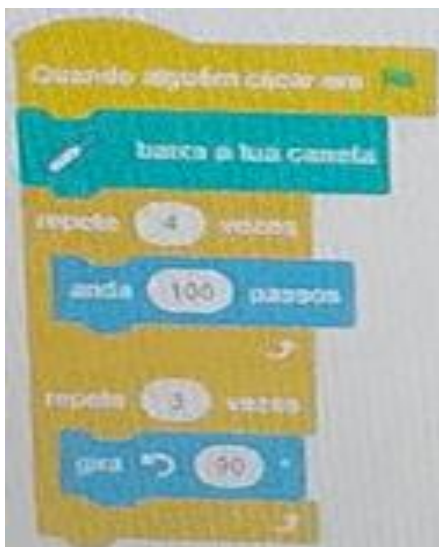 Quando alguém clicar em
baixa a tua caneta
repete 4 vezes
anda 100 passos
repete 3 vezes
gira 90 °